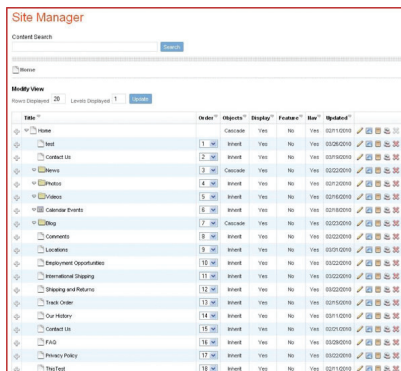 Site Manager
Content Search
Search
Home
Modify View
Rows Displayed 20 Levels Displayed 1 Update
Title Order Objects Display Feature Nav Updated
Home Cascade Yes No Yes 02/11/2010
test 1 Inherit Yes No Yes 03/26/2010
Contact Us 2 Inherit Yes No Yes 03/19/2010
News 3 Cascade Yes No Yes 02/22/2010
Photos 4 Inherit Yes No Yes 02/12/2010
Videos 5 Inherit Yes No Yes 02/16/2010
Calendar Events 6 Inherit Yes No Yes 02/18/2010
Blog 7 Cascade Yes No Yes 02/23/2010
Comments 8 Inherit Yes No Yes 02/22/2010
Locations 9 Inherit Yes No Yes 03/31/2010
Employment Opportunities 10 Inherit Yes No Yes 03/22/2010
International Shipping 11 Inherit Yes No Yes 03/22/2010
Shipping and Returns 12 Inherit Yes No Yes 03/22/2010
Track Order 13 Inherit Yes No Yes 02/15/2010
Our History 14 Inherit Yes No Yes 03/11/2010
Contact Us 15 Inherit Yes No Yes 02/01/2010
FAQ 16 Inherit Yes No Yes 03/29/2010
Privacy Policy 17 Inherit Yes No Yes 03/22/2010
18 Inherit Yes No Yes 02/11/2010